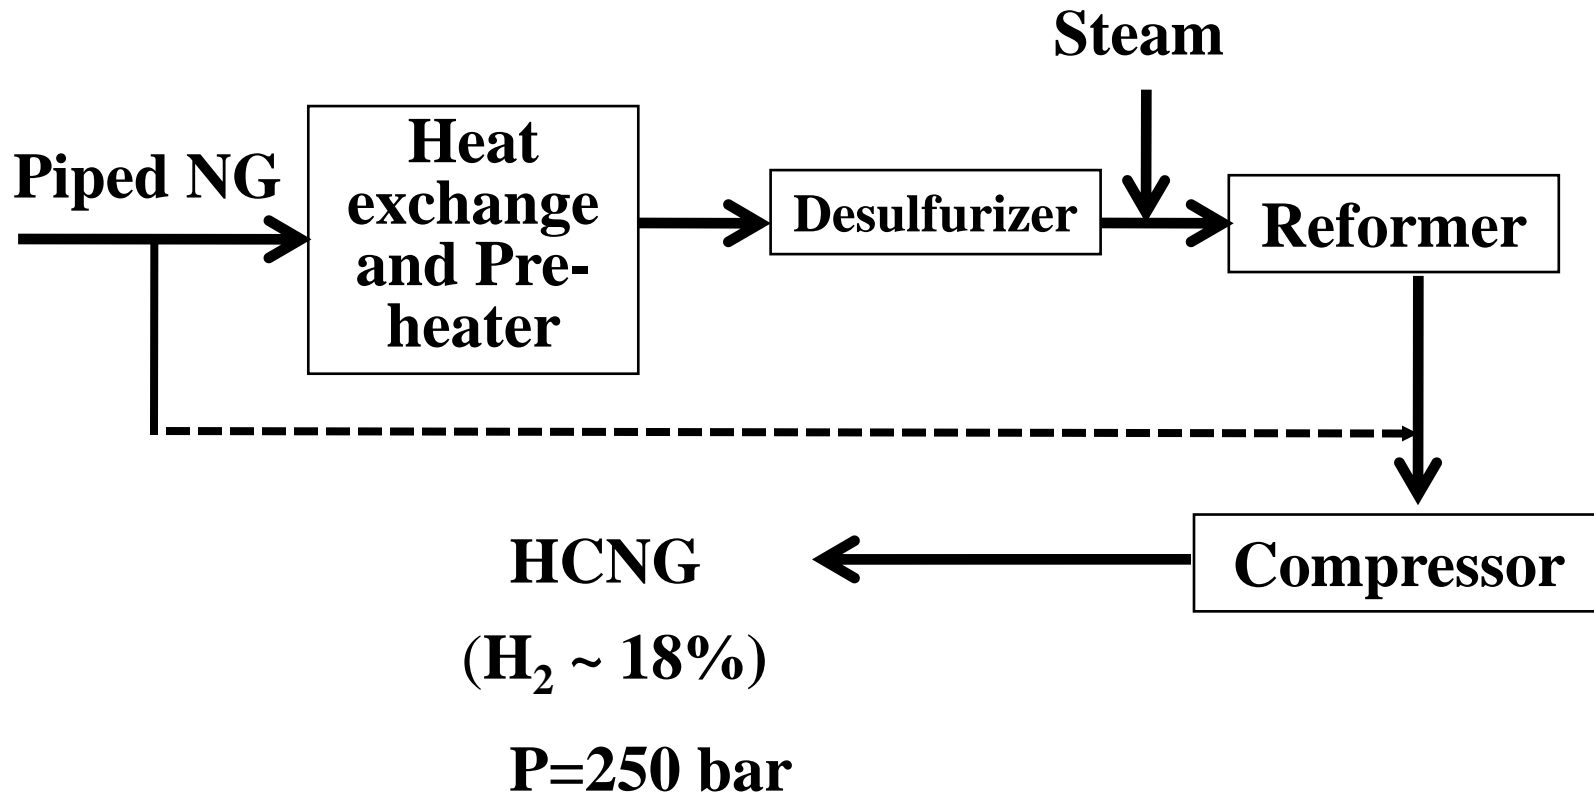 Steam
Piped NG
Heat
exchange
and Pre-
heater
Desulfurizer
Reformer
Compressor
HCNG
(H₂ ~ 18%)
P=250 bar